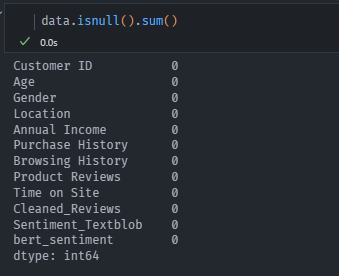 data.isnull().sum()
0.0s
Customer ID 0
Age 0
Gender 0
Location 0
Annual Income 0
Purchase History 0
Browsing History 0
Product Reviews 0
Time on Site 0
Cleaned_Reviews 0
Sentiment_Textblob 0
bert_sentiment 0
dtype: int64